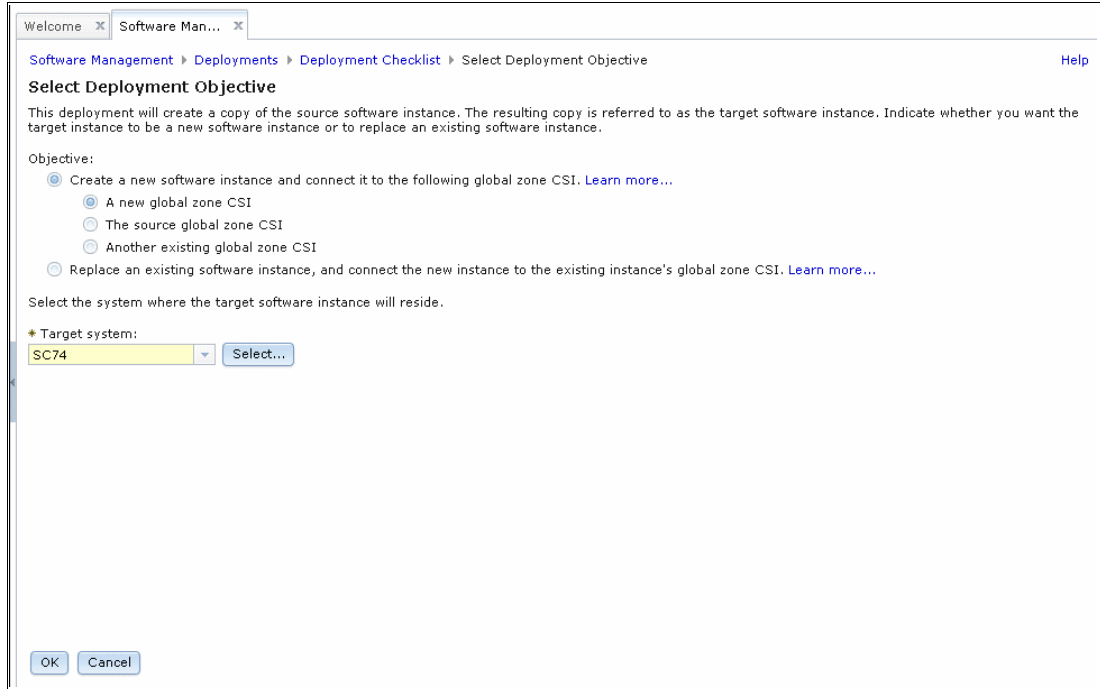 Welcome X Software Man... X
Software Management Deployments Deployment Checklist Select Deployment Objective Help
Select Deployment Objective
This deployment will create a copy of the source software instance. The resulting copy is referred to as the target software instance. Indicate whether you want the
target instance to be a new software instance or to replace an existing software instance.
Objective:
Create a new software instance and connect it to the following global zone CSI. Learn more...
A new global zone CSI
The source global zone CSI
Another existing global zone CSI
Replace an existing software instance, and connect the new instance to the existing instance's global zone CSI. Learn more...
Select the system where the target software instance will reside.
* Target system:
SC74 Select...
OK Cancel